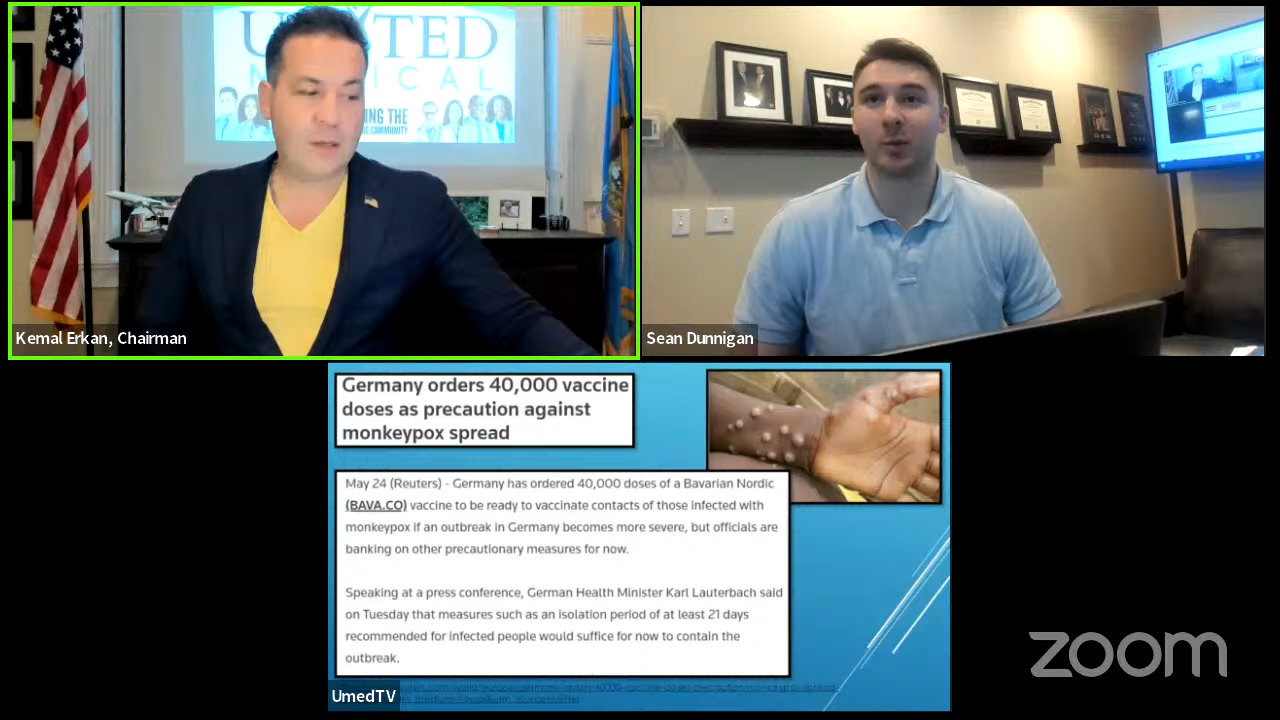 UNITED
MEDICAL
ING THE
COMMUNITY
Kemal Erkan, Chairman
Sean Dunnigan
Germany orders 40,000 vaccine
doses as precaution against
monkeypox spread
May 24 (Reuters) - Germany has ordered 40,000 doses of a Bavarian Nordic
(BAVA.CO) vaccine to be ready to vaccinate contacts of those infected with
monkeypox if an outbreak in Germany becomes more severe, but officials are
banking on other precautionary measures for now.
Speaking at a press conference, German Health Minister Karl Lauterbach said
on Tuesday that measures such as an isolation period of at least 21 days
recommended for infected people would suffice for now to contain the
outbreak.
UmedTV
zoom